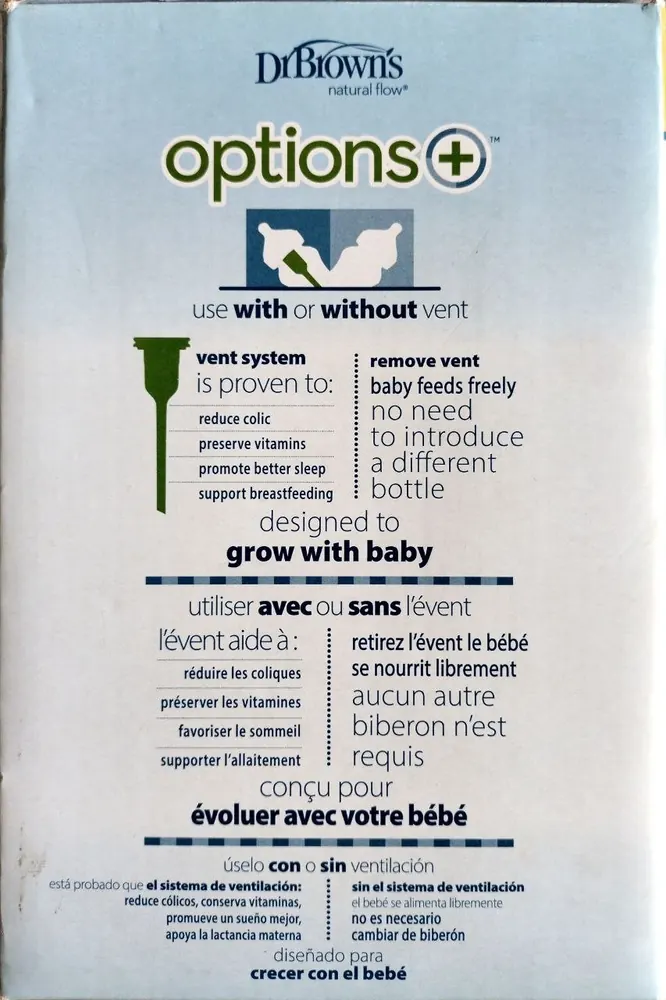 Dr Brown's
natural flow®
options+™
use with or without vent
vent system
is proven to:
reduce colic
preserve vitamins
promote better sleep
support breastfeeding
remove vent
baby feeds freely
no need
to introduce
a different
bottle
designed to
grow with baby
utiliser avec ou sans l'évent
l'évent aide à :
réduire les coliques
préserver les vitamines
favoriser le sommeil
supporter l'allaitement
retirez l'évent le bébé
se nourrit librement
aucun autre
biberon n'est
requis
conçu pour
évoluer avec votre bébé
úselo con o sin ventilación
está probado que el sistema de ventilación:
reduce cólicos, conserva vitaminas,
promueve un sueño mejor,
apoya la lactancia materna
sin el sistema de ventilación
el bebé se alimenta libremente
no es necesario
cambiar de biberón
diseñado para
crecer con el bebé